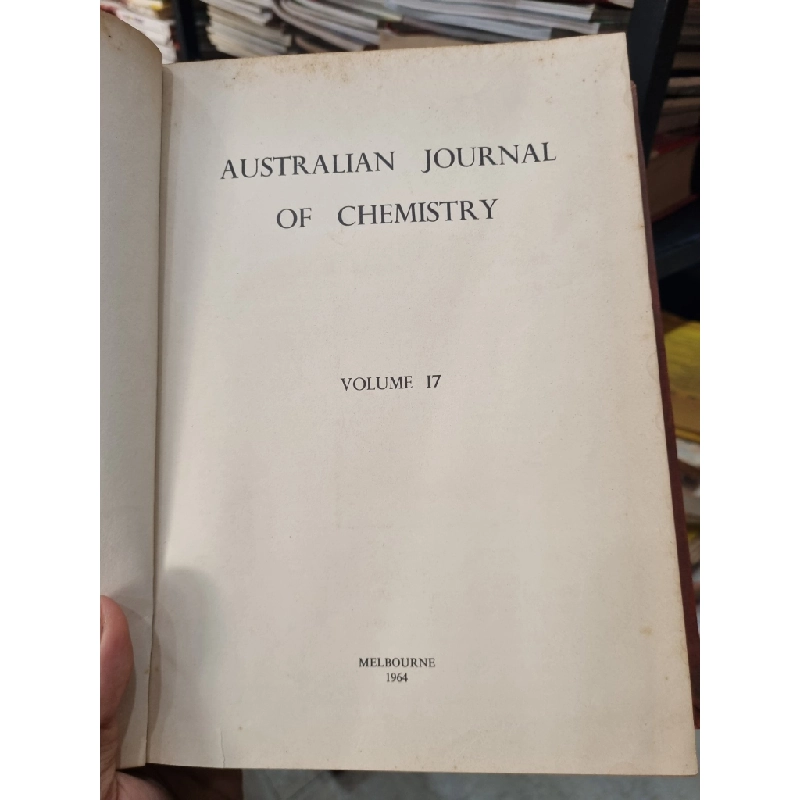 AUSTRALIAN JOURNAL
OF CHEMISTRY
VOLUME 17
MELBOURNE
1964